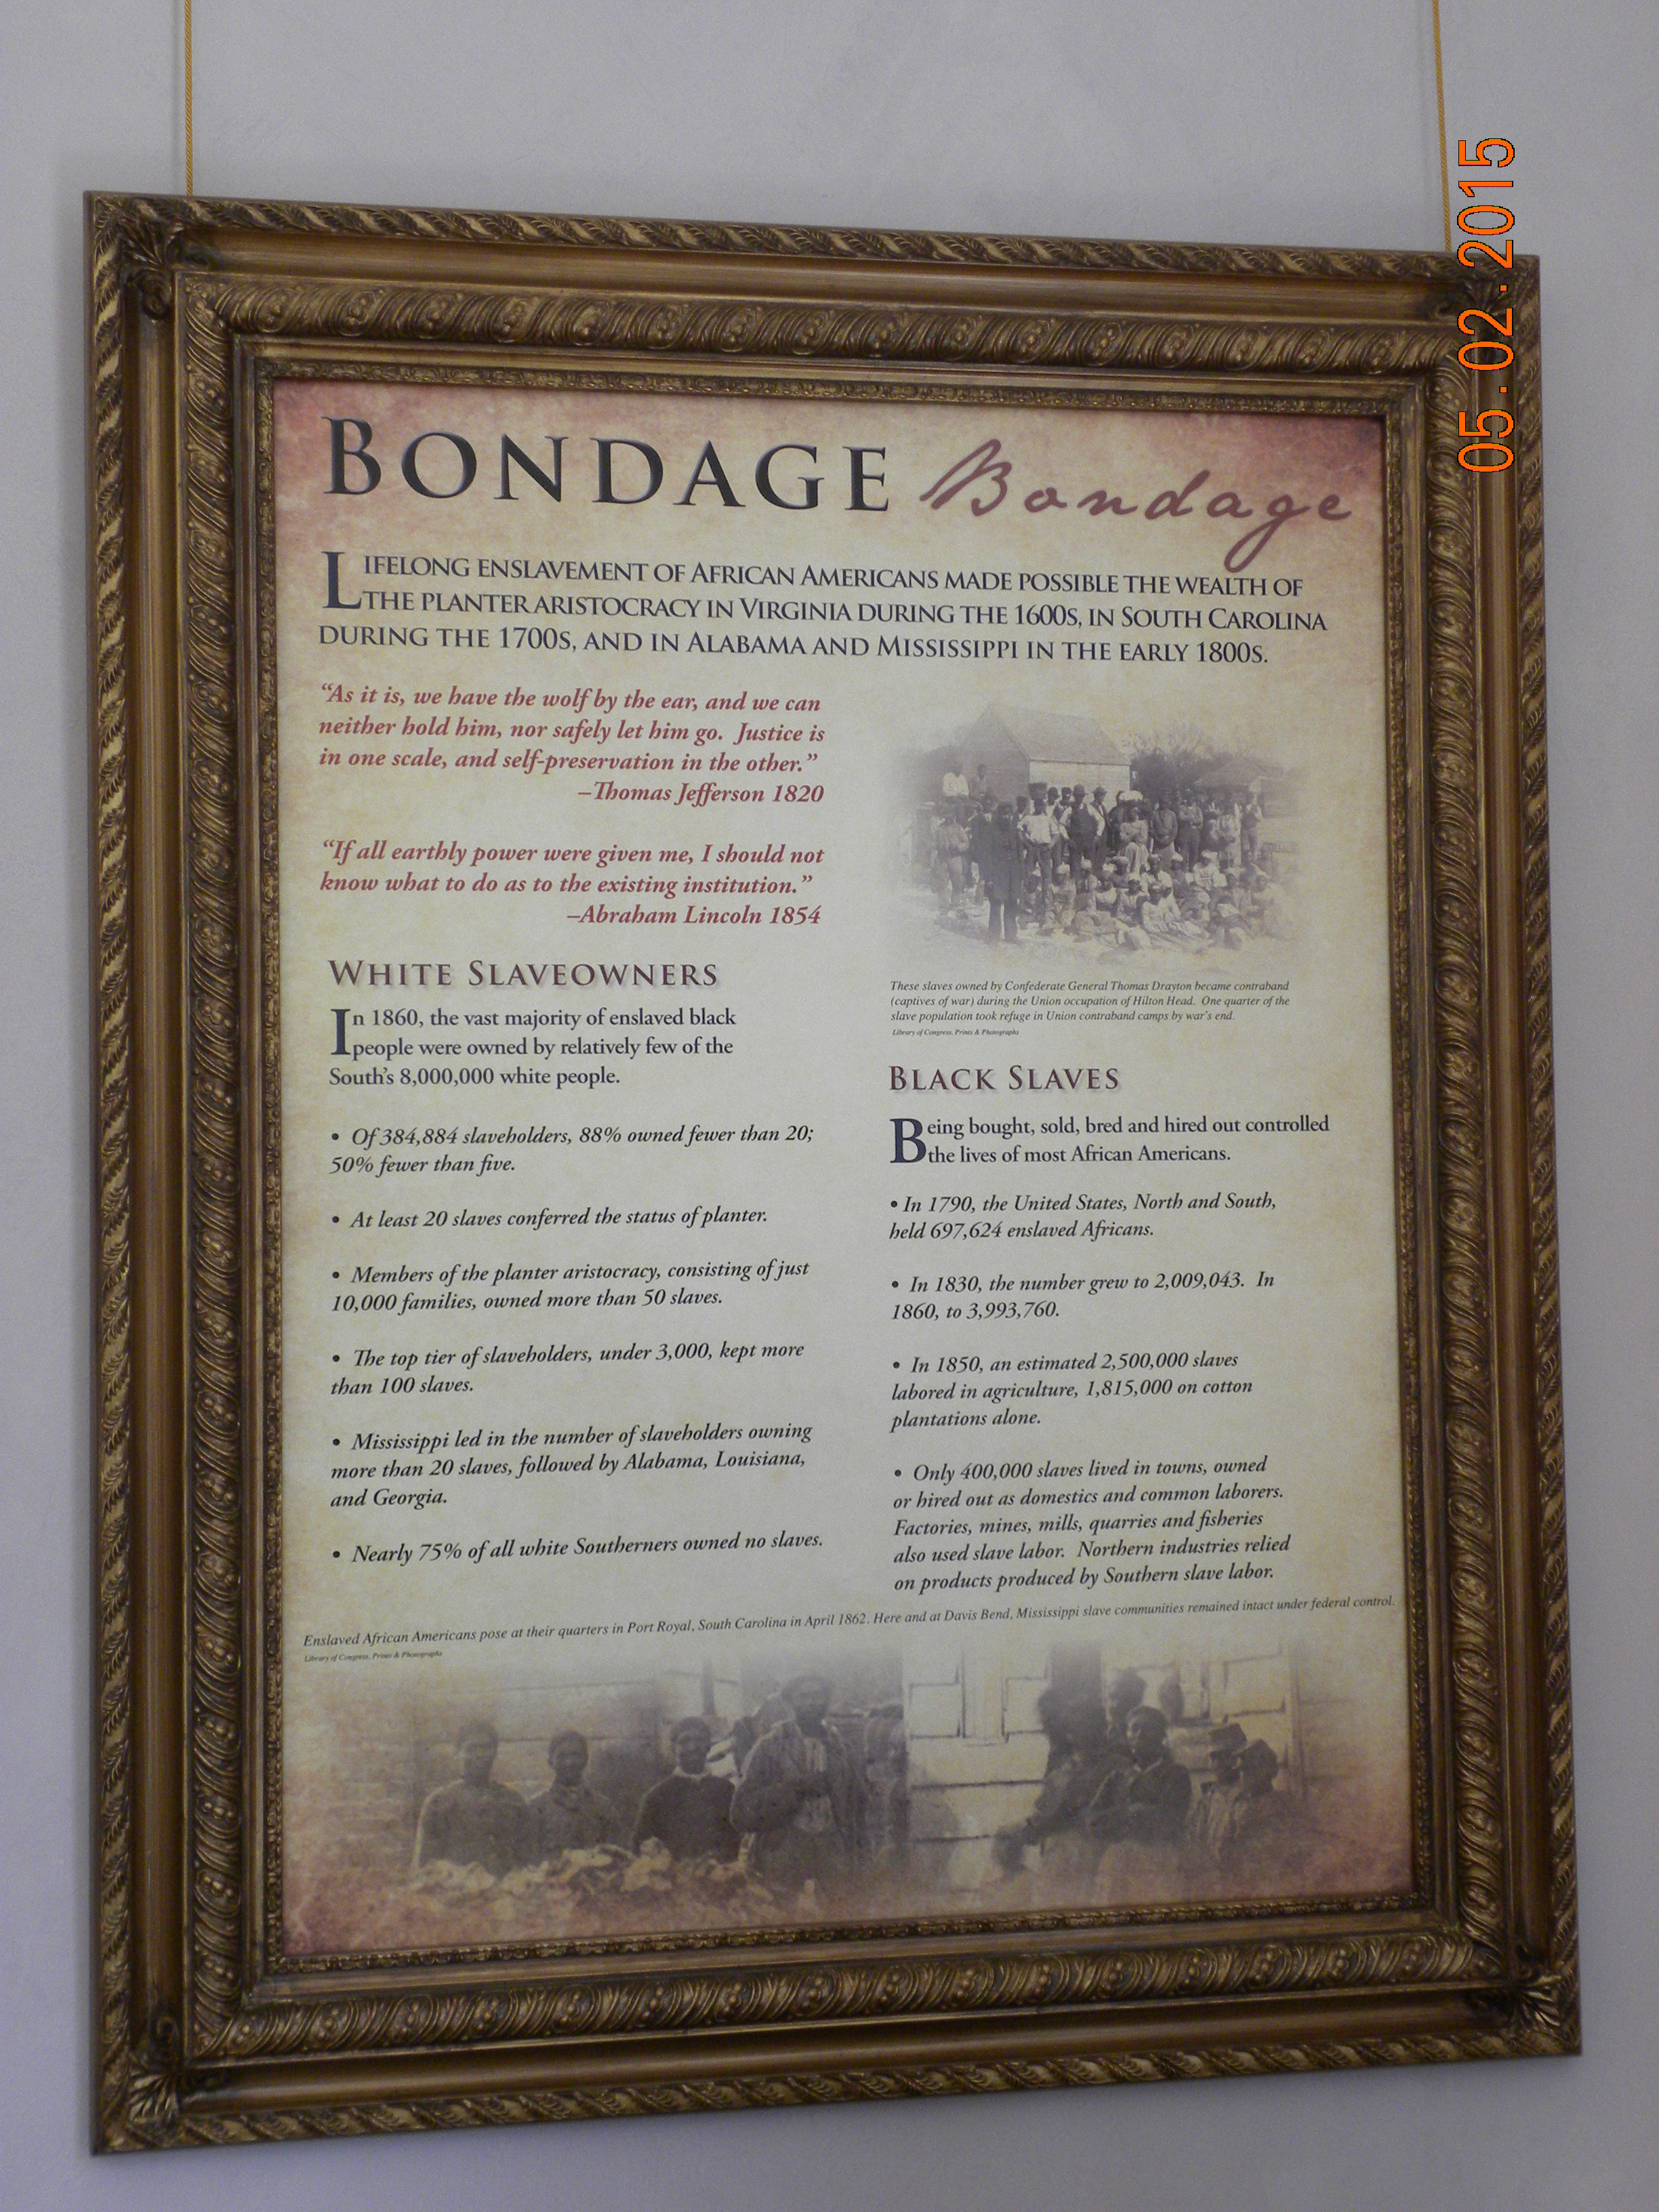 BONDAGE Bondage
LIFELONG ENSLAVEMENT OF AFRICAN AMERICANS MADE POSSIBLE THE WEALTH OF
THE PLANTER ARISTOCRACY IN VIRGINIA DURING THE 1600S, IN SOUTH CAROLINA
DURING THE 1700S, AND IN ALABAMA AND MISSISSIPPI IN THE EARLY 1800S.
“As it is, we have the wolf by the ear, and we can
neither hold him, nor safely let him go. Justice is
in one scale, and self-preservation in the other.”
–Thomas Jefferson 1820
“If all earthly power were given me, I should not
know what to do as to the existing institution.”
–Abraham Lincoln 1854
WHITE SLAVEOWNERS
In 1860, the vast majority of enslaved black
people were owned by relatively few of the
South’s 8,000,000 white people.
• Of 384,884 slaveholders, 88% owned fewer than 20;
50% fewer than five.
• At least 20 slaves conferred the status of planter.
• Members of the planter aristocracy, consisting of just
10,000 families, owned more than 50 slaves.
• The top tier of slaveholders, under 3,000, kept more
than 100 slaves.
• Mississippi led in the number of slaveholders owning
more than 20 slaves, followed by Alabama, Louisiana,
and Georgia.
• Nearly 75% of all white Southerners owned no slaves.
These slaves owned by Confederate General Thomas Drayton became contraband
(captives of war) during the Union occupation of Hilton Head. One quarter of the
slave population took refuge in Union contraband camps by war's end.
Library of Congress, Prints & Photographs
BLACK SLAVES
Being bought, sold, bred and hired out controlled
the lives of most African Americans.
• In 1790, the United States, North and South,
held 697,624 enslaved Africans.
• In 1830, the number grew to 2,009,043. In
1860, to 3,993,760.
• In 1850, an estimated 2,500,000 slaves
labored in agriculture, 1,815,000 on cotton
plantations alone.
• Only 400,000 slaves lived in towns, owned
or hired out as domestics and common laborers.
Factories, mines, mills, quarries and fisheries
also used slave labor. Northern industries relied
on products produced by Southern slave labor.
Enslaved African Americans pose at their quarters in Port Royal, South Carolina in April 1862. Here and at Davis Bend, Mississippi slave communities remained intact under federal control.
Library of Congress, Prints & Photographs
05.02.2015